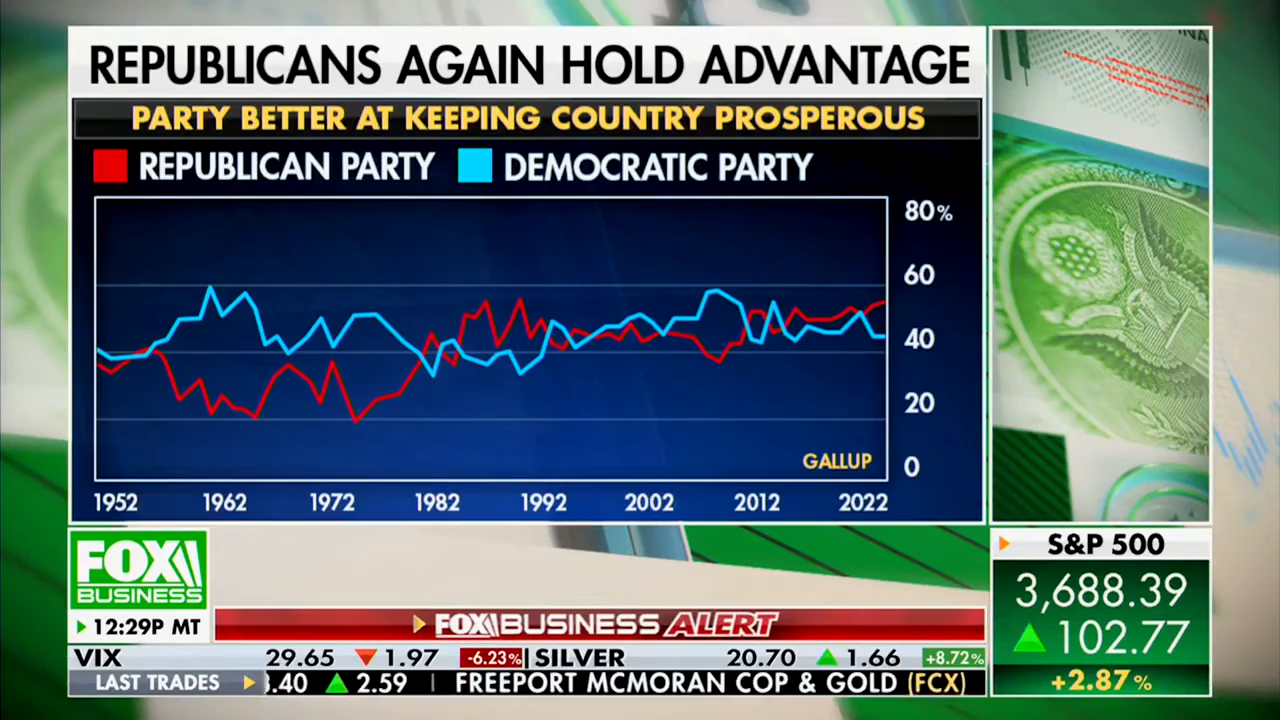 REPUBLICANS AGAIN HOLD ADVANTAGE
PARTY BETTER AT KEEPING COUNTRY PROSPEROUS
REPUBLICAN PARTY DEMOCRATIC PARTY
80%
60
40
20
0
GALLUP
1952 1962 1972 1982 1992 2002 2012 2022
FOX
BUSINESS
12:29P MT
FOX BUSINESS ALERT
VIX 29.65 ▼ 1.97 -6.23% SILVER 20.70 ▲ 1.66 +8.72%
LAST TRADES .40 ▲ 2.59 FREEPORT MCMORAN COP & GOLD (FCX)
S&P 500
3,688.39
▲ 102.77
+2.87%